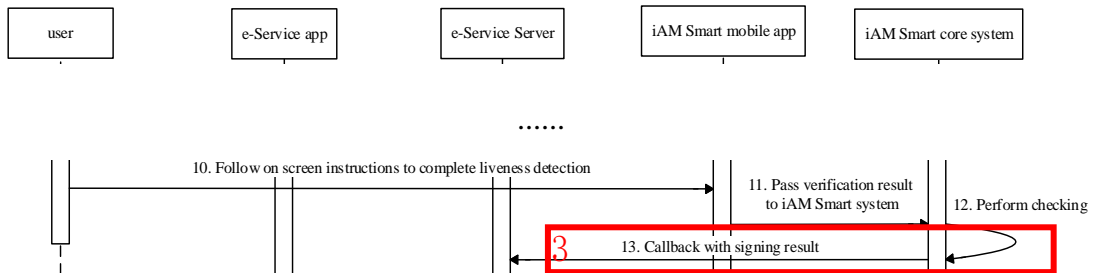 user
e-Service app
e-Service Server
iAM Smart mobile app
iAM Smart core system
......
10. Follow on screen instructions to complete liveness detection
11. Pass verification result
to iAM Smart system
12. Perform checking
3
13. Callback with signing result